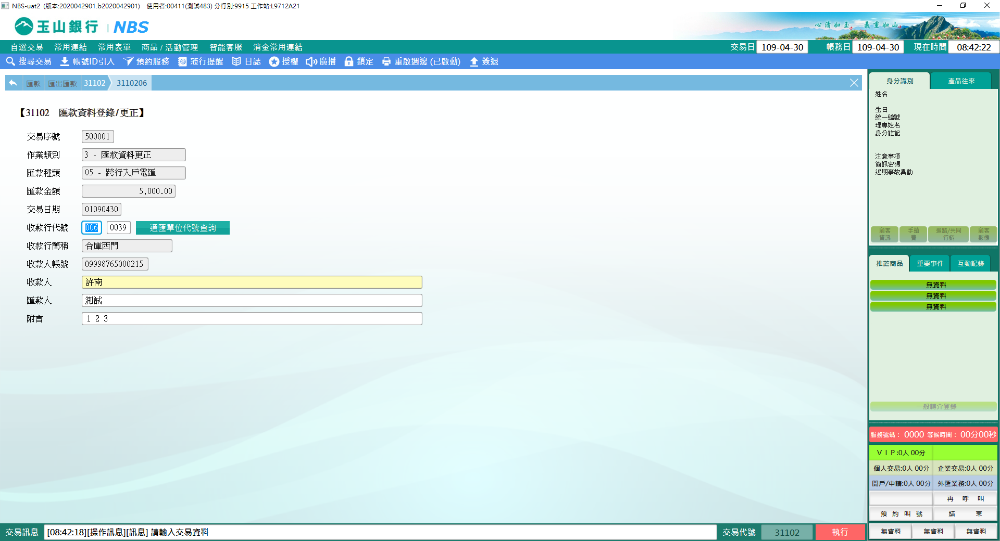 NBS-uat2 (版本:2020042901.b2020042901) 使用者:00411(測試483) 分行別:9915 工作站:L9712A21
玉山銀行 | NBS
心清如玉 義重如山
自選交易 常用連結 常用表單 商品 / 活動管理 智能客服 消金常用連結 交易日 109-04-30 帳務日 109-04-30 現在時間 08:42:22
搜尋交易 帳號ID引入 預約服務 蒞行提醒 日誌 授權 廣播 鎖定 重啟週邊 (已啟動) 簽退
匯款 匯出匯款 31102 3110206
【31102 匯款資料登錄/更正】
交易序號 500001
作業類別 3 - 匯款資料更正
匯款種類 05 - 跨行入戶電匯
匯款金額 5,000.00
交易日期 01090430
收款行代號 006 0039 通匯單位代號查詢
收款行簡稱 合庫西門
收款人帳號 09998765000215
收款人 許南
匯款人 測試
附言 1 2 3
身分識別 產品往來
姓名
生日
統一編號
理專姓名
身分註記
注意事項
簡訊密碼
近期事故異動
顧客資訊 手續費 通路/共同行銷 顧客影像
推薦商品 重要事件 互動記錄
無資料
無資料
無資料
一般轉介登錄
服務號碼: 0000 等候時間: 00分00秒
VIP:0人 00分
個人交易:0人 00分 企業交易:0人 00分
開戶/申請:0人 00分 外匯業務:0人 00分
再 呼 叫
預 約 叫 號 結 束
無資料 無資料 無資料
交易訊息 [08:42:18][操作訊息][訊息] 請輸入交易資料 交易代號 31102 執行